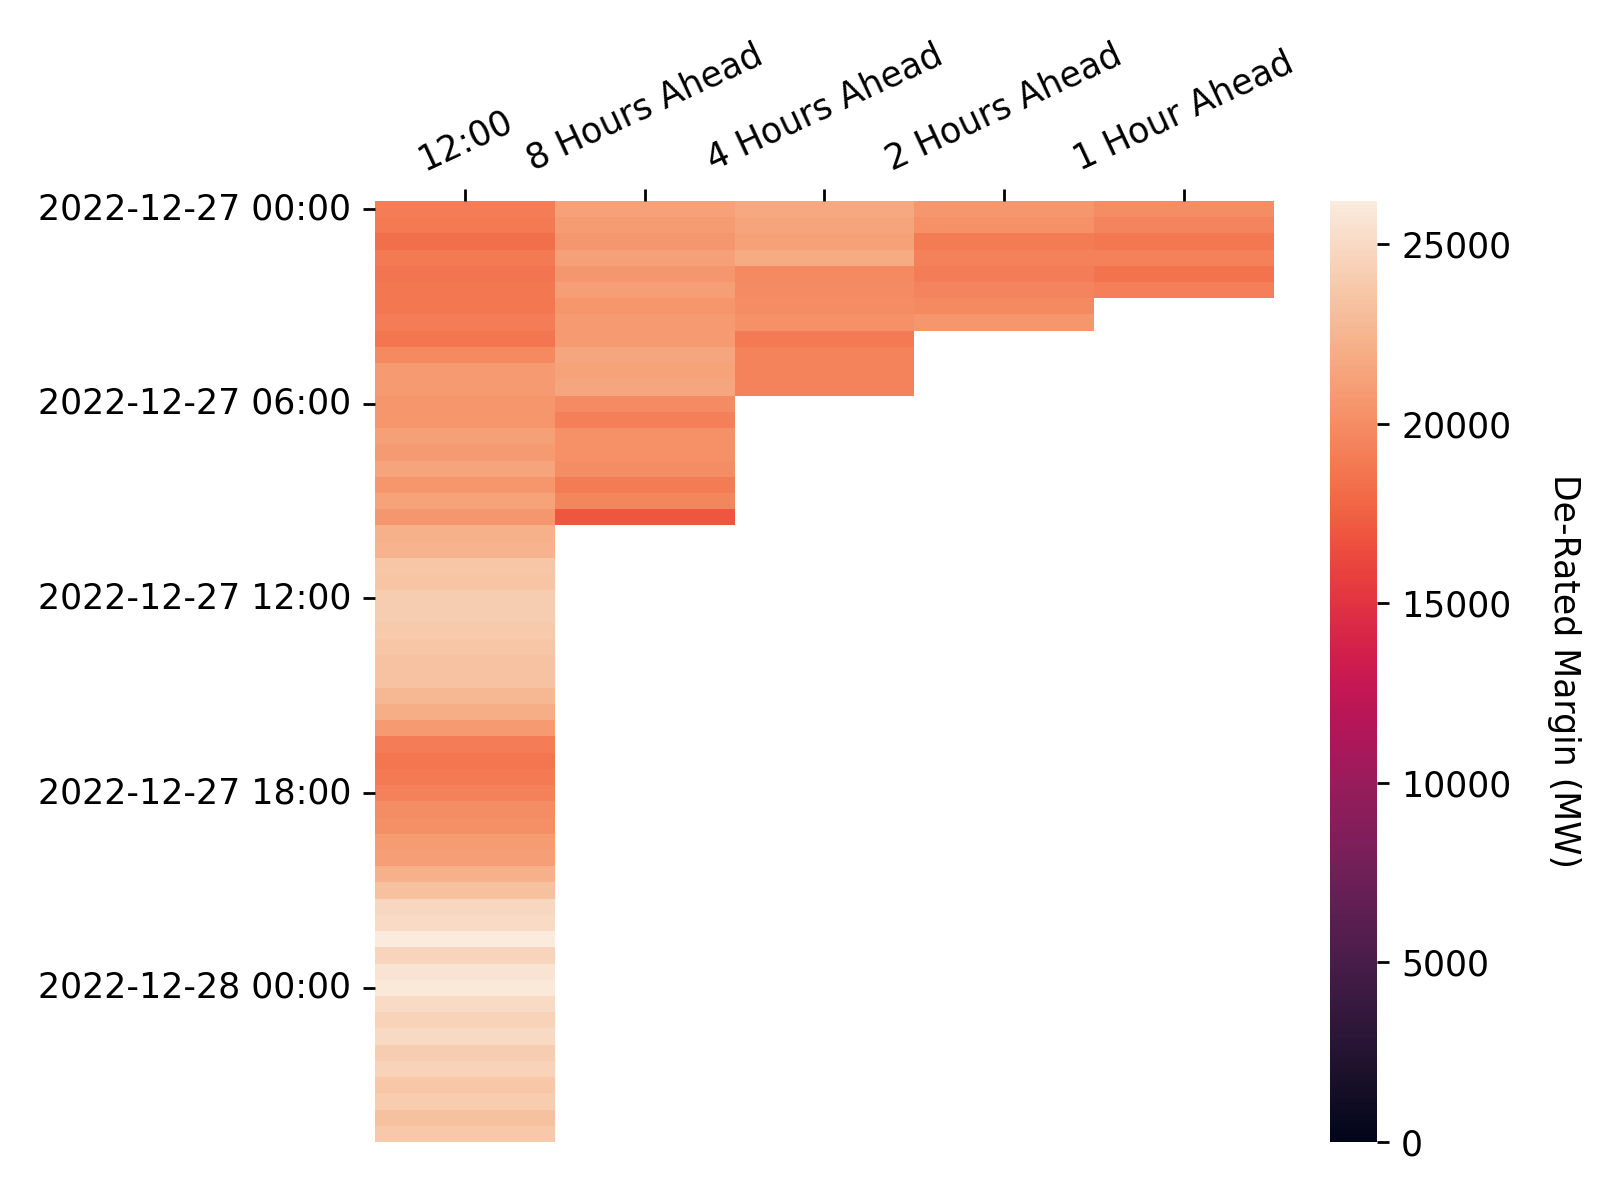 12:00
8 Hours Ahead
4 Hours Ahead
2 Hours Ahead
1 Hour Ahead
2022-12-27 00:00
2022-12-27 06:00
2022-12-27 12:00
2022-12-27 18:00
2022-12-28 00:00
25000
20000
15000
10000
5000
0
De-Rated Margin (MW)